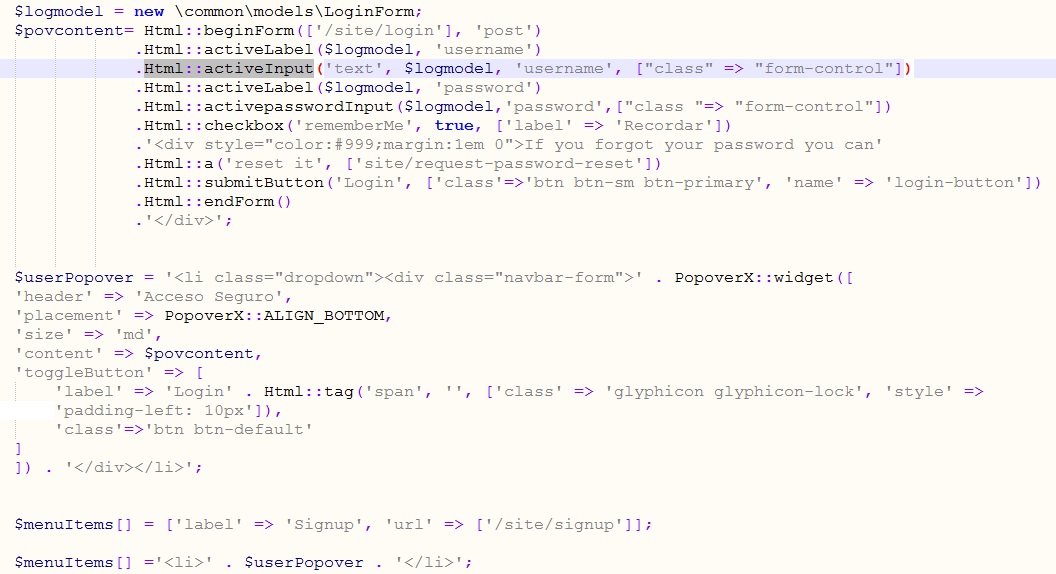 $logmodel = new \common\models\LoginForm;
$povcontent= Html::beginForm(['/site/login'], 'post')
            .Html::activeLabel($logmodel, 'username')
            .Html::activeInput('text', $logmodel, 'username', ["class" => "form-control"])
            .Html::activeLabel($logmodel, 'password')
            .Html::activepasswordInput($logmodel,'password',["class "=> "form-control"])
            .Html::checkbox('rememberMe', true, ['label' => 'Recordar'])
            .'<div style="color:#999;margin:1em 0">If you forgot your password you can'
            .Html::a('reset it', ['site/request-password-reset'])
            .Html::submitButton('Login', ['class'=>'btn btn-sm btn-primary', 'name' => 'login-button'])
            .Html::endForm()
            .'</div>';
$userPopover = '<li class="dropdown"><div class="navbar-form">' . PopoverX::widget([
'header' => 'Acceso Seguro',
'placement' => PopoverX::ALIGN_BOTTOM,
'size' => 'md',
'content' => $povcontent,
'toggleButton' => [
    'label' => 'Login' . Html::tag('span', '', ['class' => 'glyphicon glyphicon-lock', 'style' =>
    'padding-left: 10px']),
    'class'=>'btn btn-default'
]
]) . '</div></li>';
$menuItems[] = ['label' => 'Signup', 'url' => ['/site/signup']];
$menuItems[] ='<li>' . $userPopover . '</li>';